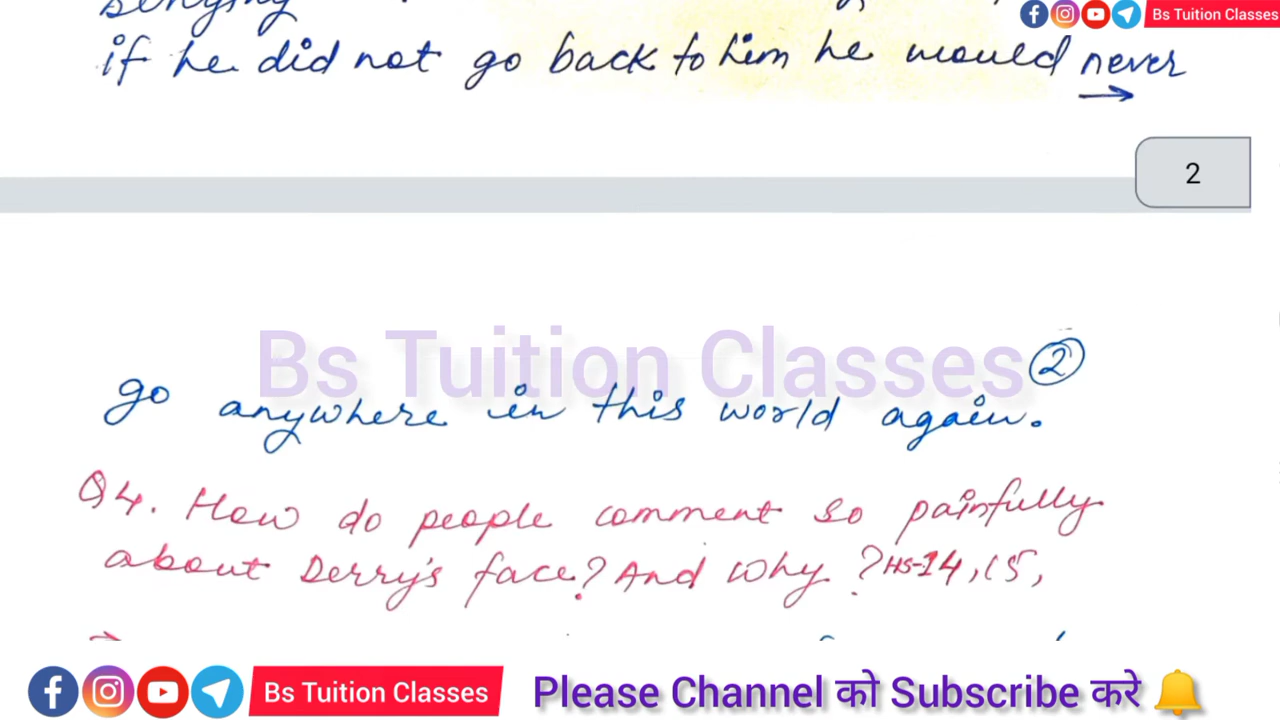 Bs Tuition Classes
if he did not go back to him he would never
2
Bs Tuition Classes
2
go anywhere in this world again.
Q4. How do people comment so painfully
about Derry's face? And why? HS-14, 15,
Bs Tuition Classes
Please Channel को Subscribe करे